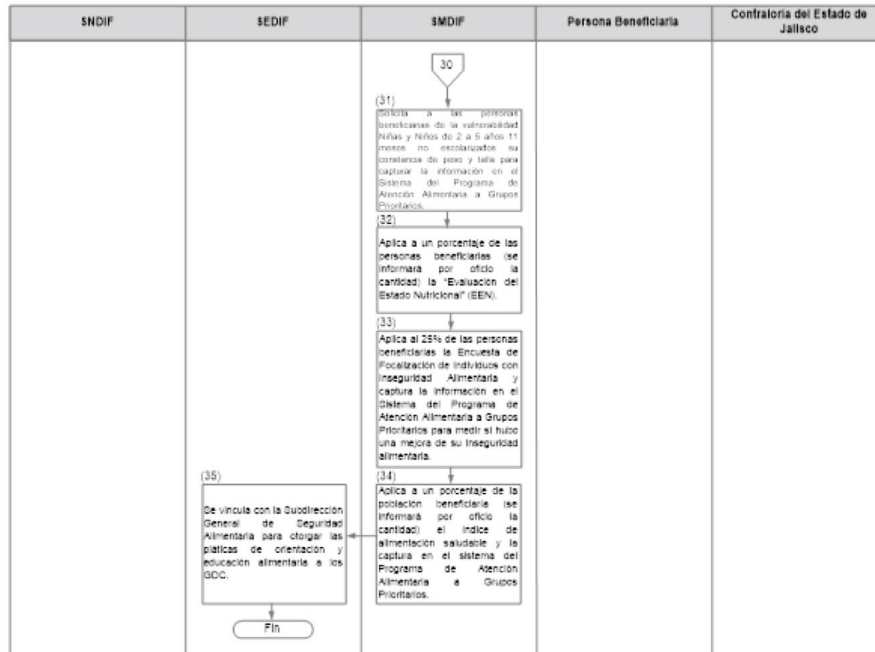 SNDIF
SEDIF
SMDIF
Persona Beneficiaria
Contraloria del Estado de
Jalisco
30
(31)
Solicita a las personas
beneficiarias de la vulnerabilidad
Niñas y Niños de 2 a 5 años 11
meses no escolarizados su
constancia de peso y talla para
capturar la información en el
Sistema del Programa de
Atención Alimentaria a Grupos
Prioritarios.
(32)
Aplica a un porcentaje de las
personas beneficiarias (se
informará por oficio la
cantidad) la "Evaluación del
Estado Nutricional" (EEN).
(33)
Aplica al 25% de las personas
beneficiarias la Encuesta de
Focalización de Individuos con
Inseguridad Alimentaria y
captura la información en el
Sistema del Programa de
Atención Alimentaria a Grupos
Prioritarios para medir si hubo
una mejora de su inseguridad
alimentaria.
(34)
Aplica a un porcentaje de la
población beneficiaria (se
informará por oficio la
cantidad) el índice de
alimentación saludable y la
captura en el sistema del
Programa de Atención
Alimentaria a Grupos
Prioritarios.
(35)
Se vincula con la Subdirección
General de Seguridad
Alimentaria para otorgar las
pláticas de orientación y
educación alimentaria a los
GDC.
Fin